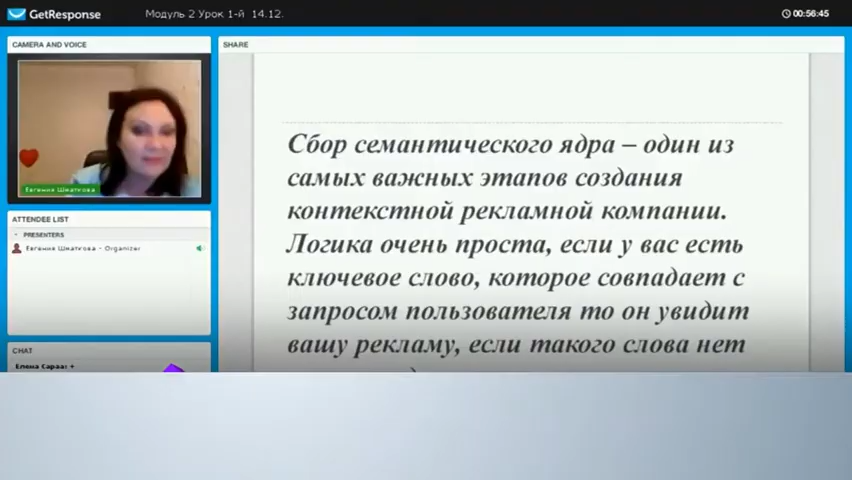 GetResponse
Модуль 2 Урок 1-й 14.12.
00:56:45
CAMERA AND VOICE
Евгения Шматкова
ATTENDEE LIST
PRESENTERS
Евгения Шматкова - Organizer
CHAT
Елена Сараа: +
SHARE
Сбор семантического ядра – один из
самых важных этапов создания
контекстной рекламной компании.
Логика очень проста, если у вас есть
ключевое слово, которое совпадает с
запросом пользователя то он увидит
вашу рекламу, если такого слова нет